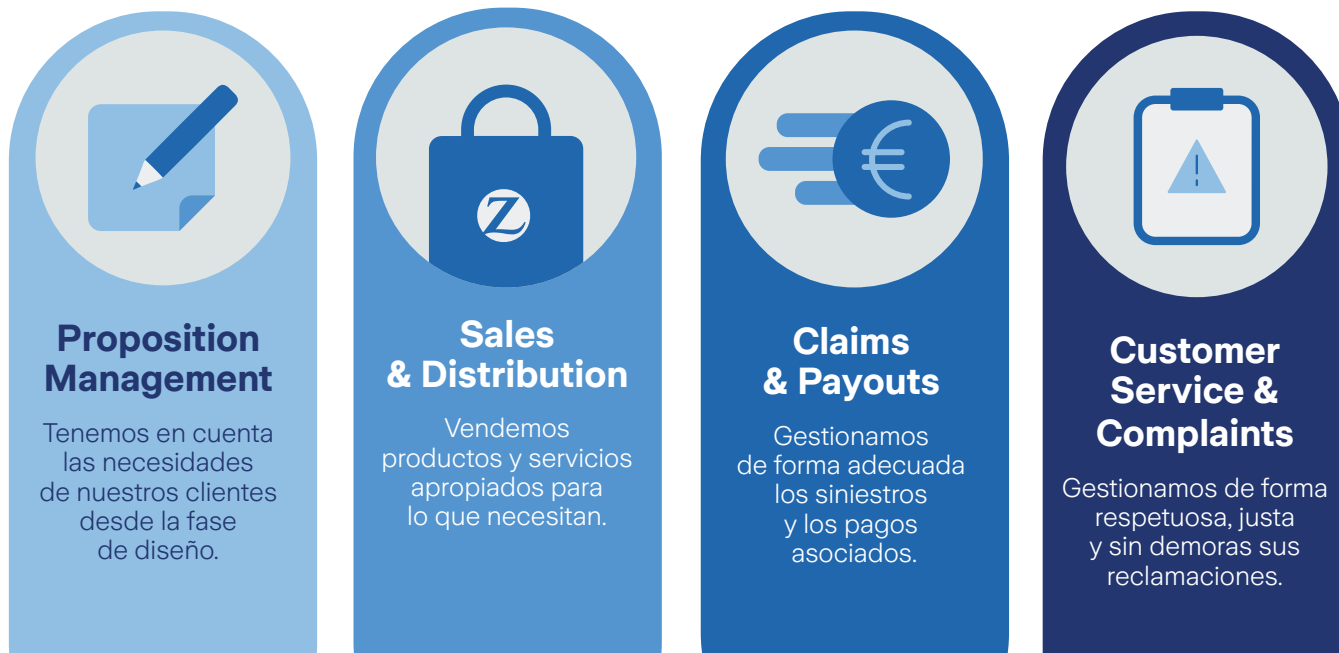 Proposition
Management
Tenemos en cuenta
las necesidades
de nuestros clientes
desde la fase
de diseño.
Z
Sales
& Distribution
Vendemos
productos y servicios
apropiados para
lo que necesitan.
€
Claims
& Payouts
Gestionamos
de forma adecuada
los siniestros
y los pagos
asociados.
!
Customer
Service &
Complaints
Gestionamos de forma
respetuosa, justa
y sin demoras sus
reclamaciones.